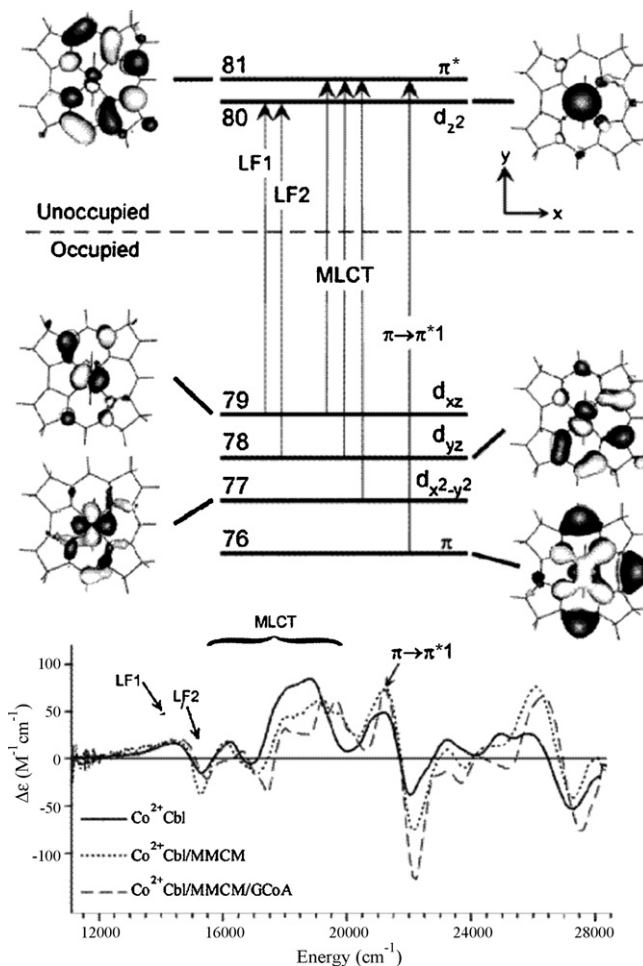 81
π*
80
d_z²
LF1
LF2
y
x
Unoccupied
Occupied
MLCT
π→π*1
79
d_xz
78
d_yz
77
d_x²-y²
76
π
MLCT
π→π*1
LF1
LF2
100
50
0
-50
-100
Δε (M⁻¹ cm⁻¹)
Co²⁺Cbl
Co²⁺Cbl/MMCM
Co²⁺Cbl/MMCM/GCoA
12000 16000 20000 24000 28000
Energy (cm⁻¹)